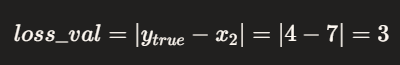 loss_val = |y_true − x_2| = |4 − 7| = 3